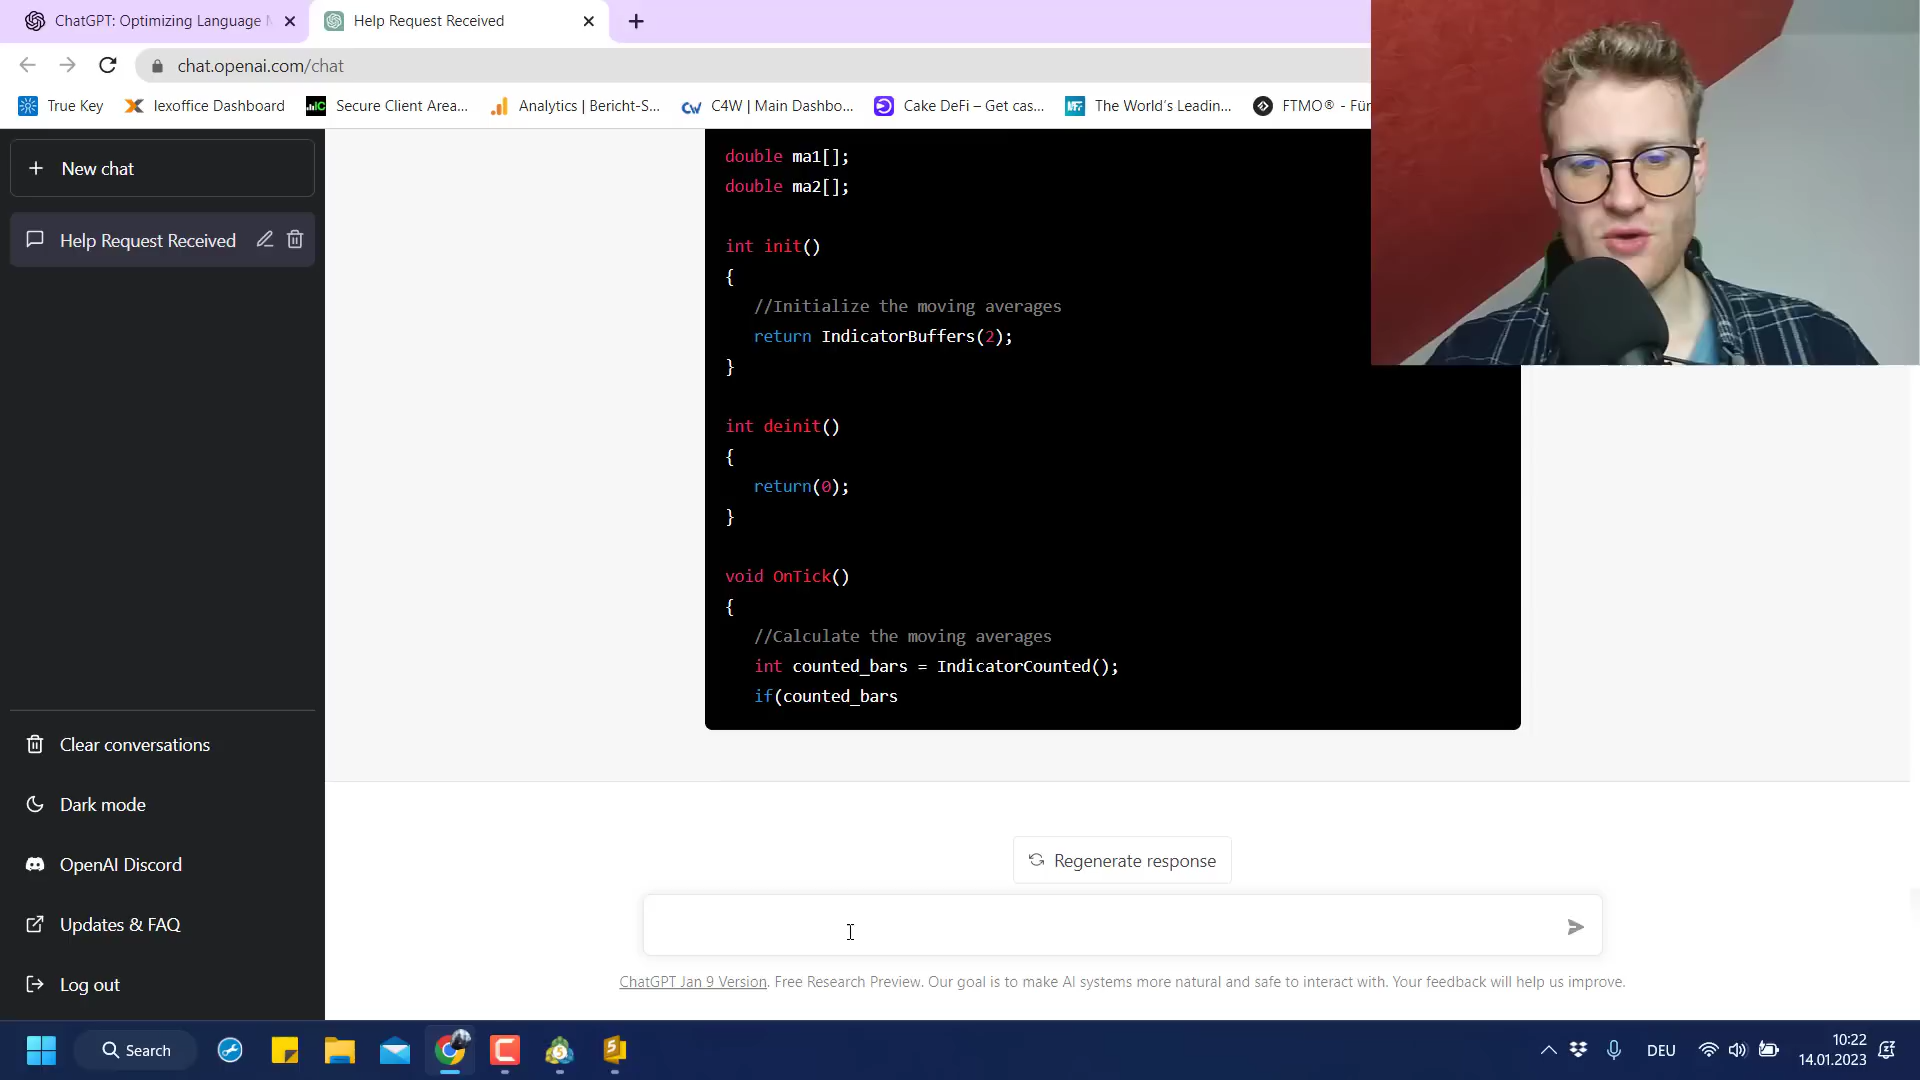 ChatGPT: Optimizing Language
Help Request Received
chat.openai.com/chat
True Key
lexoffice Dashboard
Secure Client Area...
Analytics | Bericht-S...
C4W | Main Dashbo...
Cake DeFi – Get cas...
The World's Leadin...
FTMO® - Für
New chat
Help Request Received
Clear conversations
Dark mode
OpenAI Discord
Updates & FAQ
Log out
double ma1[];
double ma2[];
int init()
{
//Initialize the moving averages
return IndicatorBuffers(2);
}
int deinit()
{
return(0);
}
void OnTick()
{
//Calculate the moving averages
int counted_bars = IndicatorCounted();
if(counted_bars
Regenerate response
ChatGPT Jan 9 Version. Free Research Preview. Our goal is to make AI systems more natural and safe to interact with. Your feedback will help us improve.
Search
DEU
10:22
14.01.2023